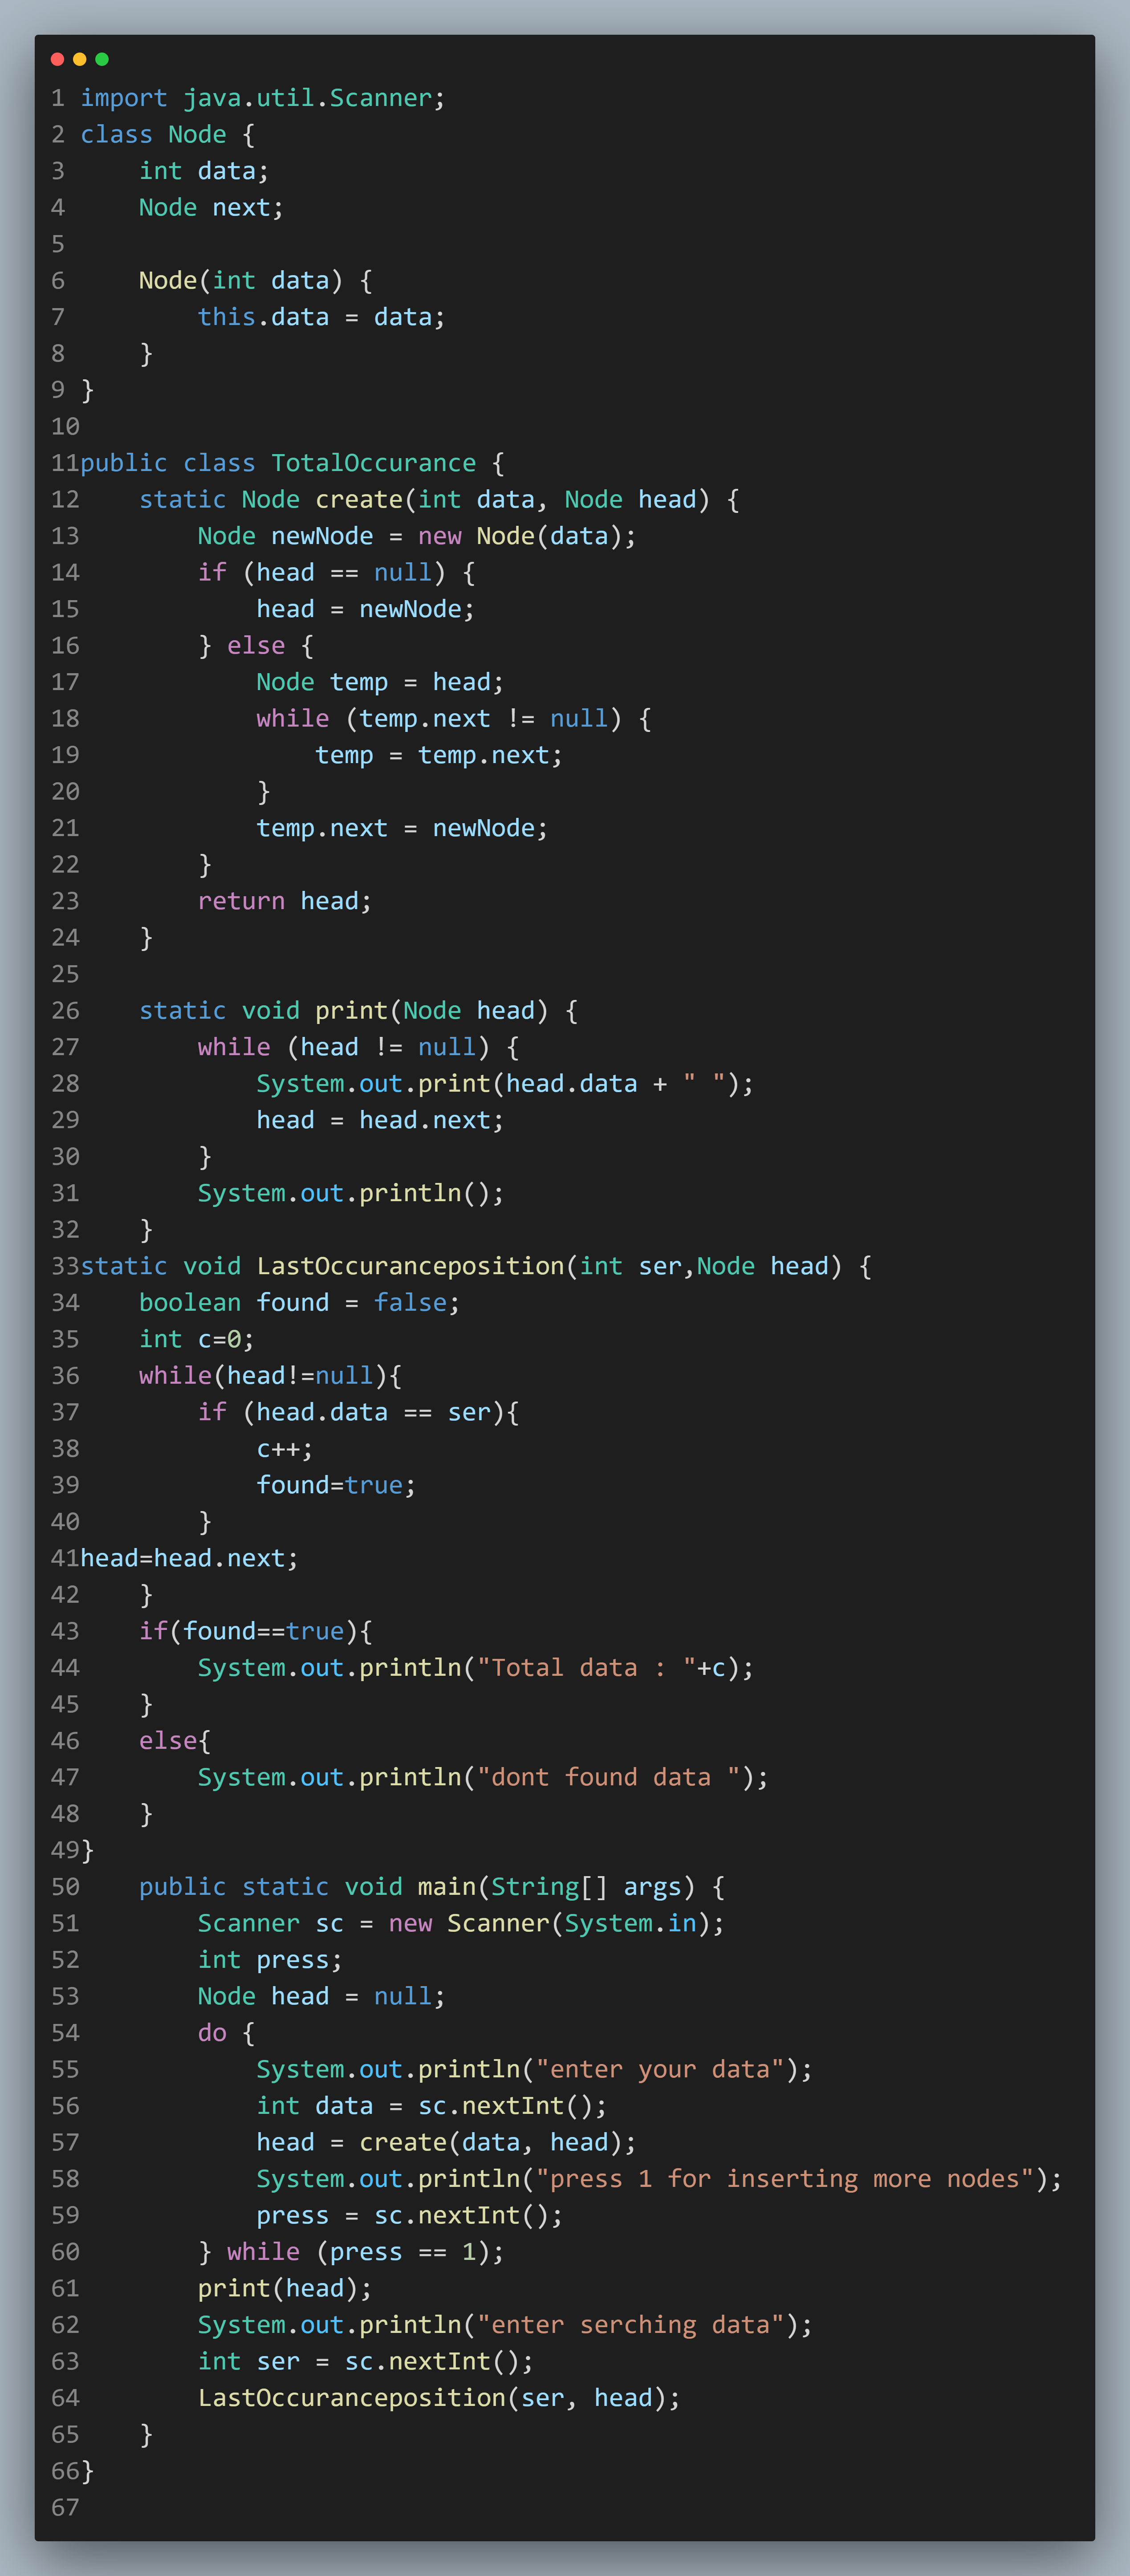 1 import java.util.Scanner;
2 class Node {
3     int data;
4     Node next;
5
6     Node(int data) {
7         this.data = data;
8     }
9 }
10
11public class TotalOccurance {
12    static Node create(int data, Node head) {
13        Node newNode = new Node(data);
14        if (head == null) {
15            head = newNode;
16        } else {
17            Node temp = head;
18            while (temp.next != null) {
19                temp = temp.next;
20            }
21            temp.next = newNode;
22        }
23        return head;
24    }
25
26    static void print(Node head) {
27        while (head != null) {
28            System.out.print(head.data + " ");
29            head = head.next;
30        }
31        System.out.println();
32    }
33static void LastOccuranceposition(int ser,Node head) {
34    boolean found = false;
35    int c=0;
36    while(head!=null){
37        if (head.data == ser){
38            c++;
39            found=true;
40        }
41head=head.next;
42    }
43    if(found==true){
44        System.out.println("Total data : "+c);
45    }
46    else{
47        System.out.println("dont found data ");
48    }
49}
50    public static void main(String[] args) {
51        Scanner sc = new Scanner(System.in);
52        int press;
53        Node head = null;
54        do {
55            System.out.println("enter your data");
56            int data = sc.nextInt();
57            head = create(data, head);
58            System.out.println("press 1 for inserting more nodes");
59            press = sc.nextInt();
60        } while (press == 1);
61        print(head);
62        System.out.println("enter serching data");
63        int ser = sc.nextInt();
64        LastOccuranceposition(ser, head);
65    }
66}
67